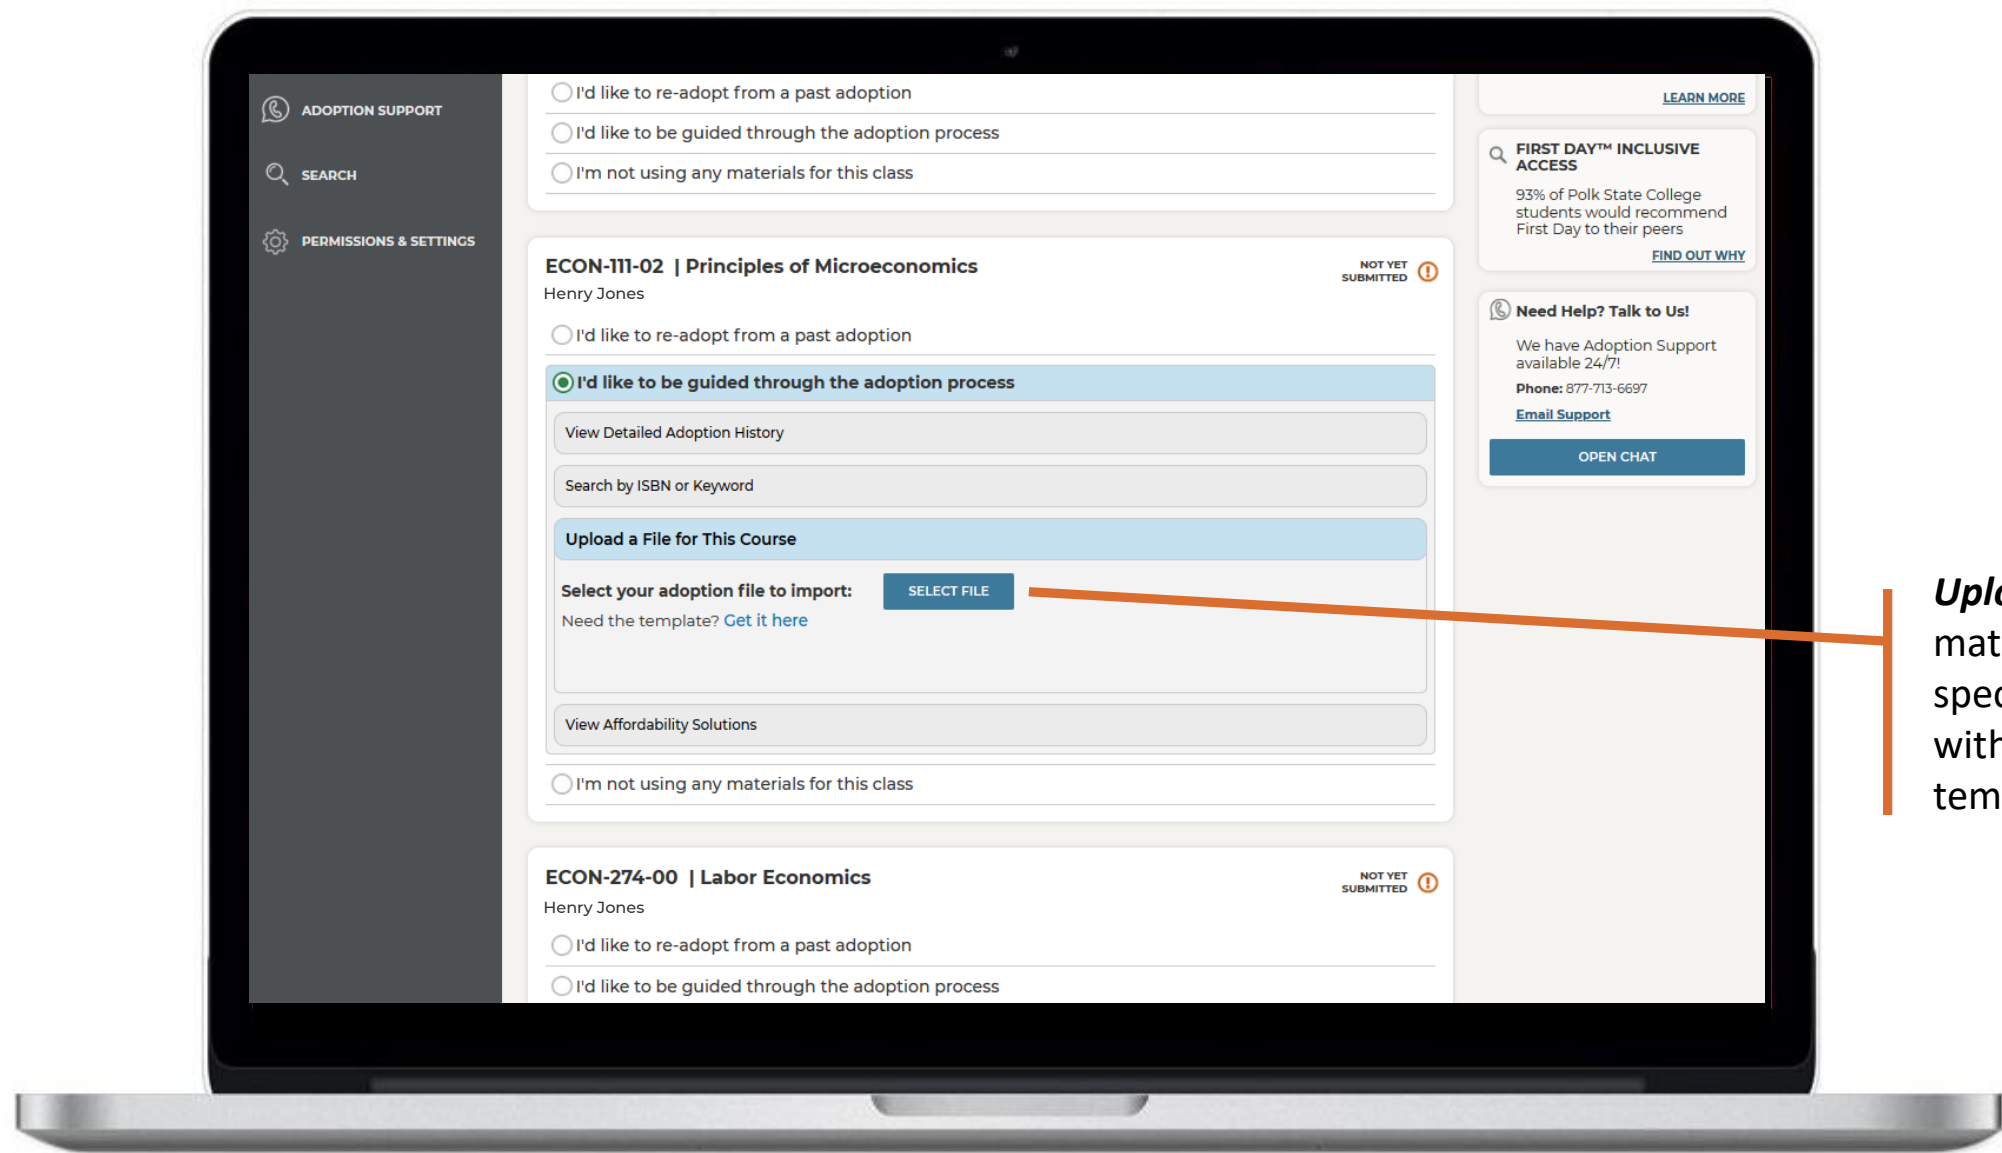 ADOPTION SUPPORT
SEARCH
PERMISSIONS & SETTINGS
I'd like to re-adopt from a past adoption
I'd like to be guided through the adoption process
I'm not using any materials for this class
ECON-111-02 | Principles of Microeconomics
NOT YET
SUBMITTED
Henry Jones
I'd like to re-adopt from a past adoption
I'd like to be guided through the adoption process
View Detailed Adoption History
Search by ISBN or Keyword
Upload a File for This Course
Select your adoption file to import:
SELECT FILE
Need the template? Get it here
View Affordability Solutions
I'm not using any materials for this class
ECON-274-00 | Labor Economics
NOT YET
SUBMITTED
Henry Jones
I'd like to re-adopt from a past adoption
I'd like to be guided through the adoption process
LEARN MORE
FIRST DAY™ INCLUSIVE
ACCESS
93% of Polk State College
students would recommend
First Day to their peers
FIND OUT WHY
Need Help? Talk to Us!
We have Adoption Support
available 24/7!
Phone: 877-713-6697
Email Support
OPEN CHAT